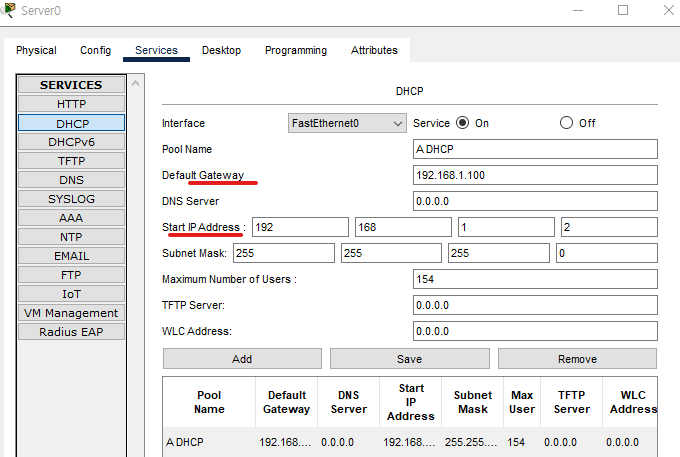 Server0
Physical Config Services Desktop Programming Attributes
SERVICES
HTTP
DHCP
DHCPv6
TFTP
DNS
SYSLOG
AAA
NTP
EMAIL
FTP
IoT
VM Management
Radius EAP
DHCP
Interface FastEthernet0 Service On Off
Pool Name A DHCP
Default Gateway 192.168.1.100
DNS Server 0.0.0.0
Start IP Address : 192 168 1 2
Subnet Mask: 255 255 255 0
Maximum Number of Users : 154
TFTP Server: 0.0.0.0
WLC Address: 0.0.0.0
Add Save Remove
Pool Name Default Gateway DNS Server Start IP Address Subnet Mask Max User TFTP Server WLC Address
A DHCP 192.168.... 0.0.0.0 192.168.... 255.255.... 154 0.0.0.0 0.0.0.0